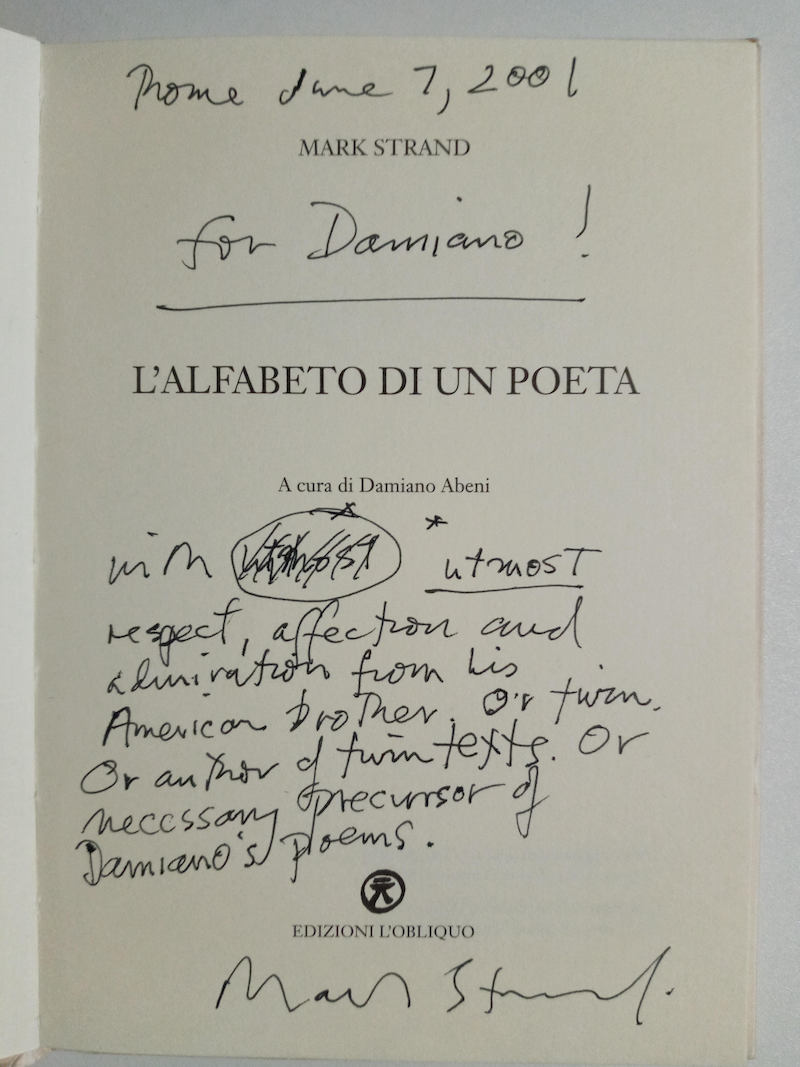 Rome June 7, 2001
MARK STRAND
for Damiano!
L'ALFABETO DI UN POETA
A cura di Damiano Abeni
with utmost * * utmost
respect, affection and
admiration from his
American brother. Or twin.
Or author of twin texts. Or
necessary precursor of
Damiano's poems.
EDIZIONI L'OBLIQUO
Mark Strand.